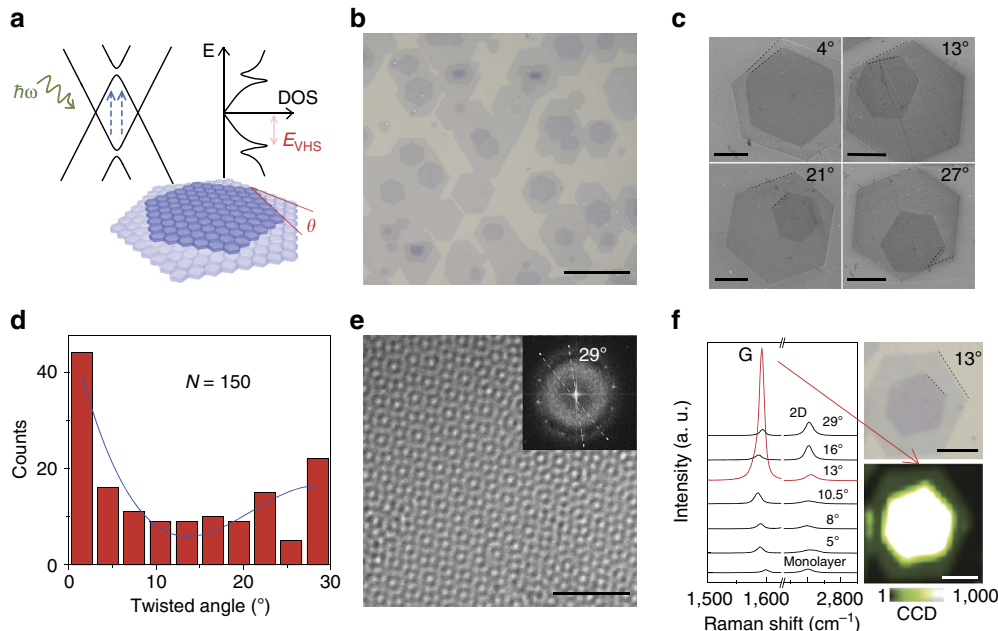 a
E
ħω
DOS
E_VHS
θ
b
c
4°
13°
21°
27°
d
40
20
0
Counts
N = 150
0 10 20 30
Twisted angle (°)
e
29°
f
G
2D
29°
16°
13°
10.5°
8°
5°
Monolayer
Intensity (a. u.)
1,500 1,600 2,800
Raman shift (cm⁻¹)
13°
1 1,000
CCD